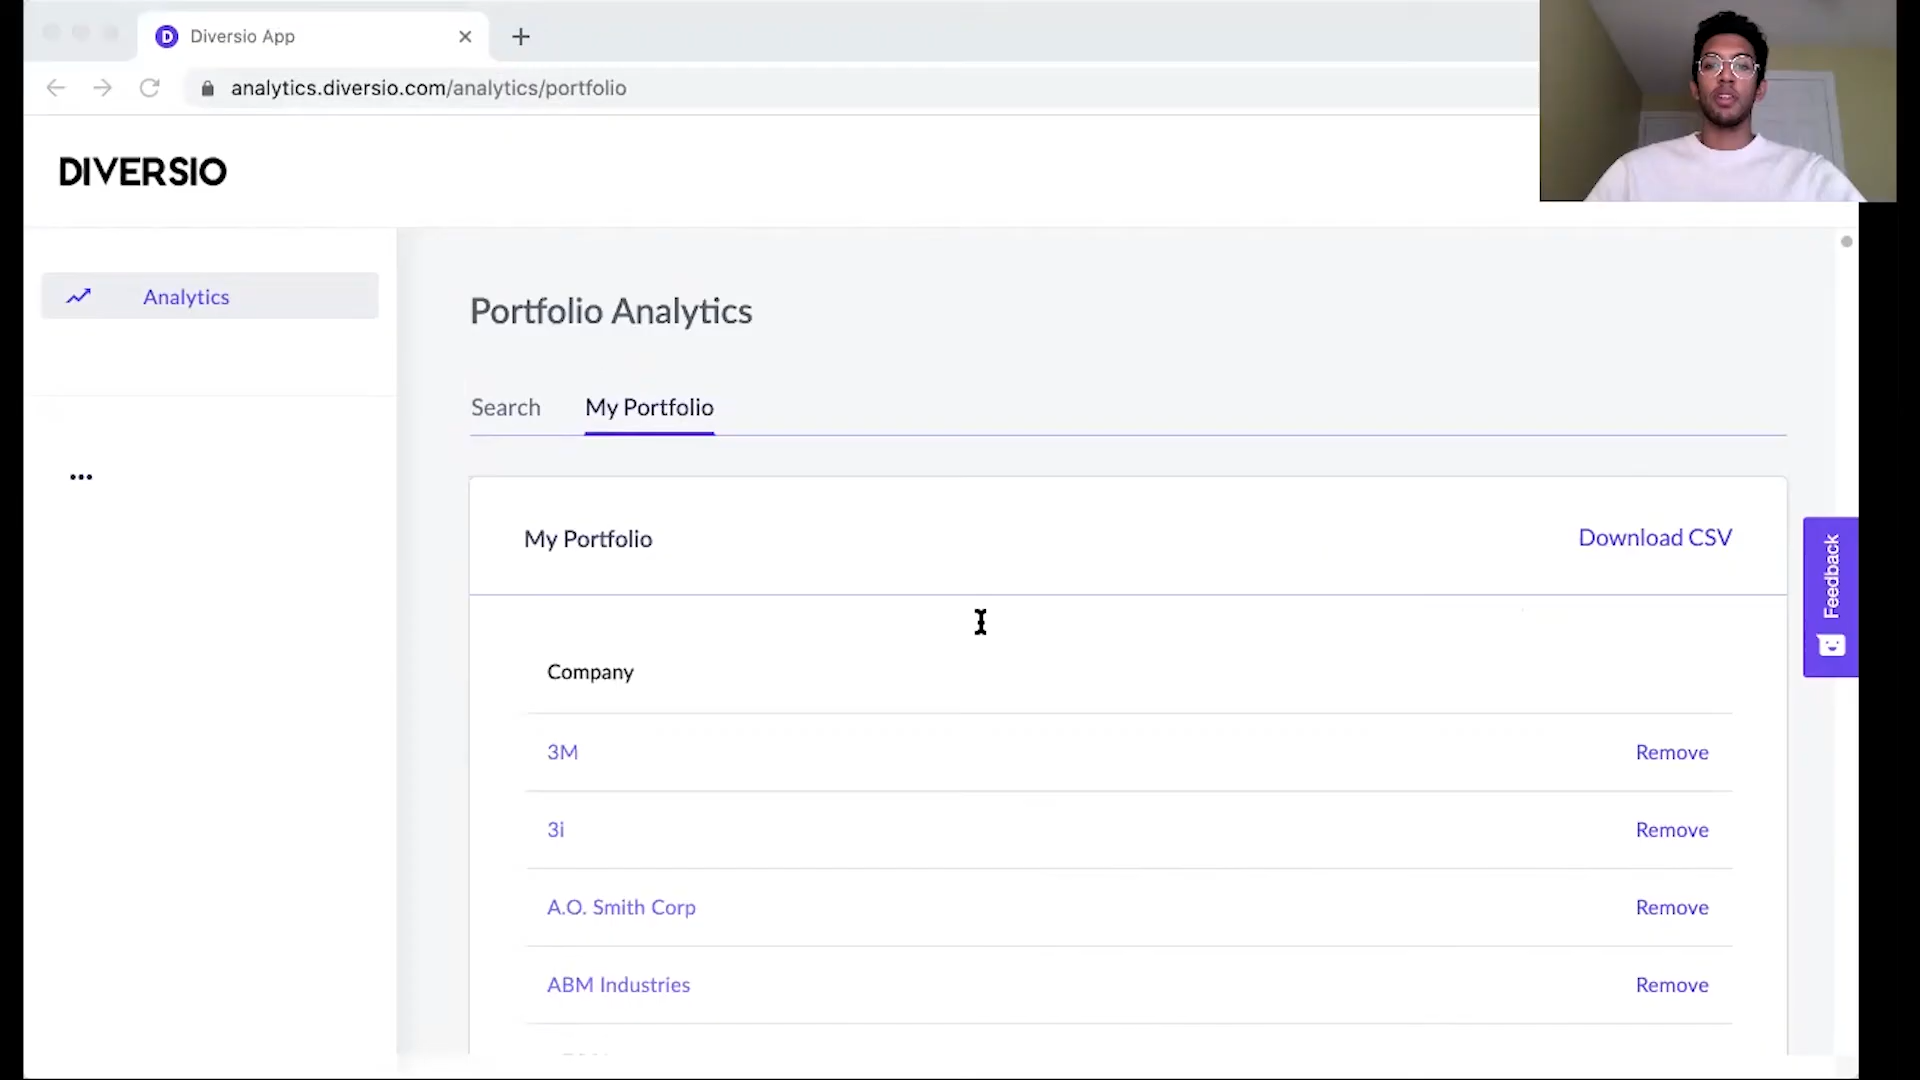 Diversio App
analytics.diversio.com/analytics/portfolio
DIVERSIO
Analytics
Portfolio Analytics
Search My Portfolio
My Portfolio Download CSV
Feedback
Company
3M Remove
3i Remove
A.O. Smith Corp Remove
ABM Industries Remove